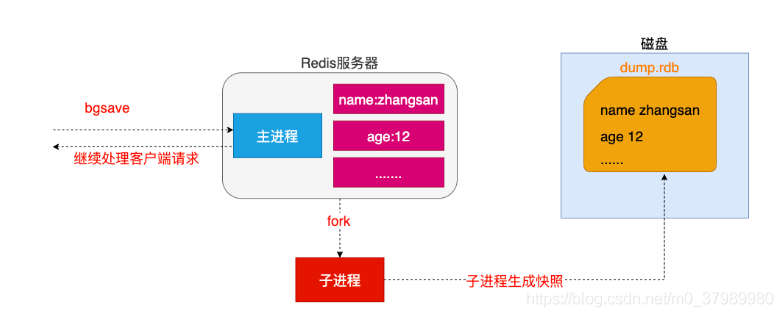 磁盘
Redis服务器
dump.rdb
bgsave
name:zhangsan
name zhangsan
主进程
age:12
age 12
继续处理客户端请求
.......
......
fork
子进程
子进程生成快照
https://blog.csdn.net/m0_37989980